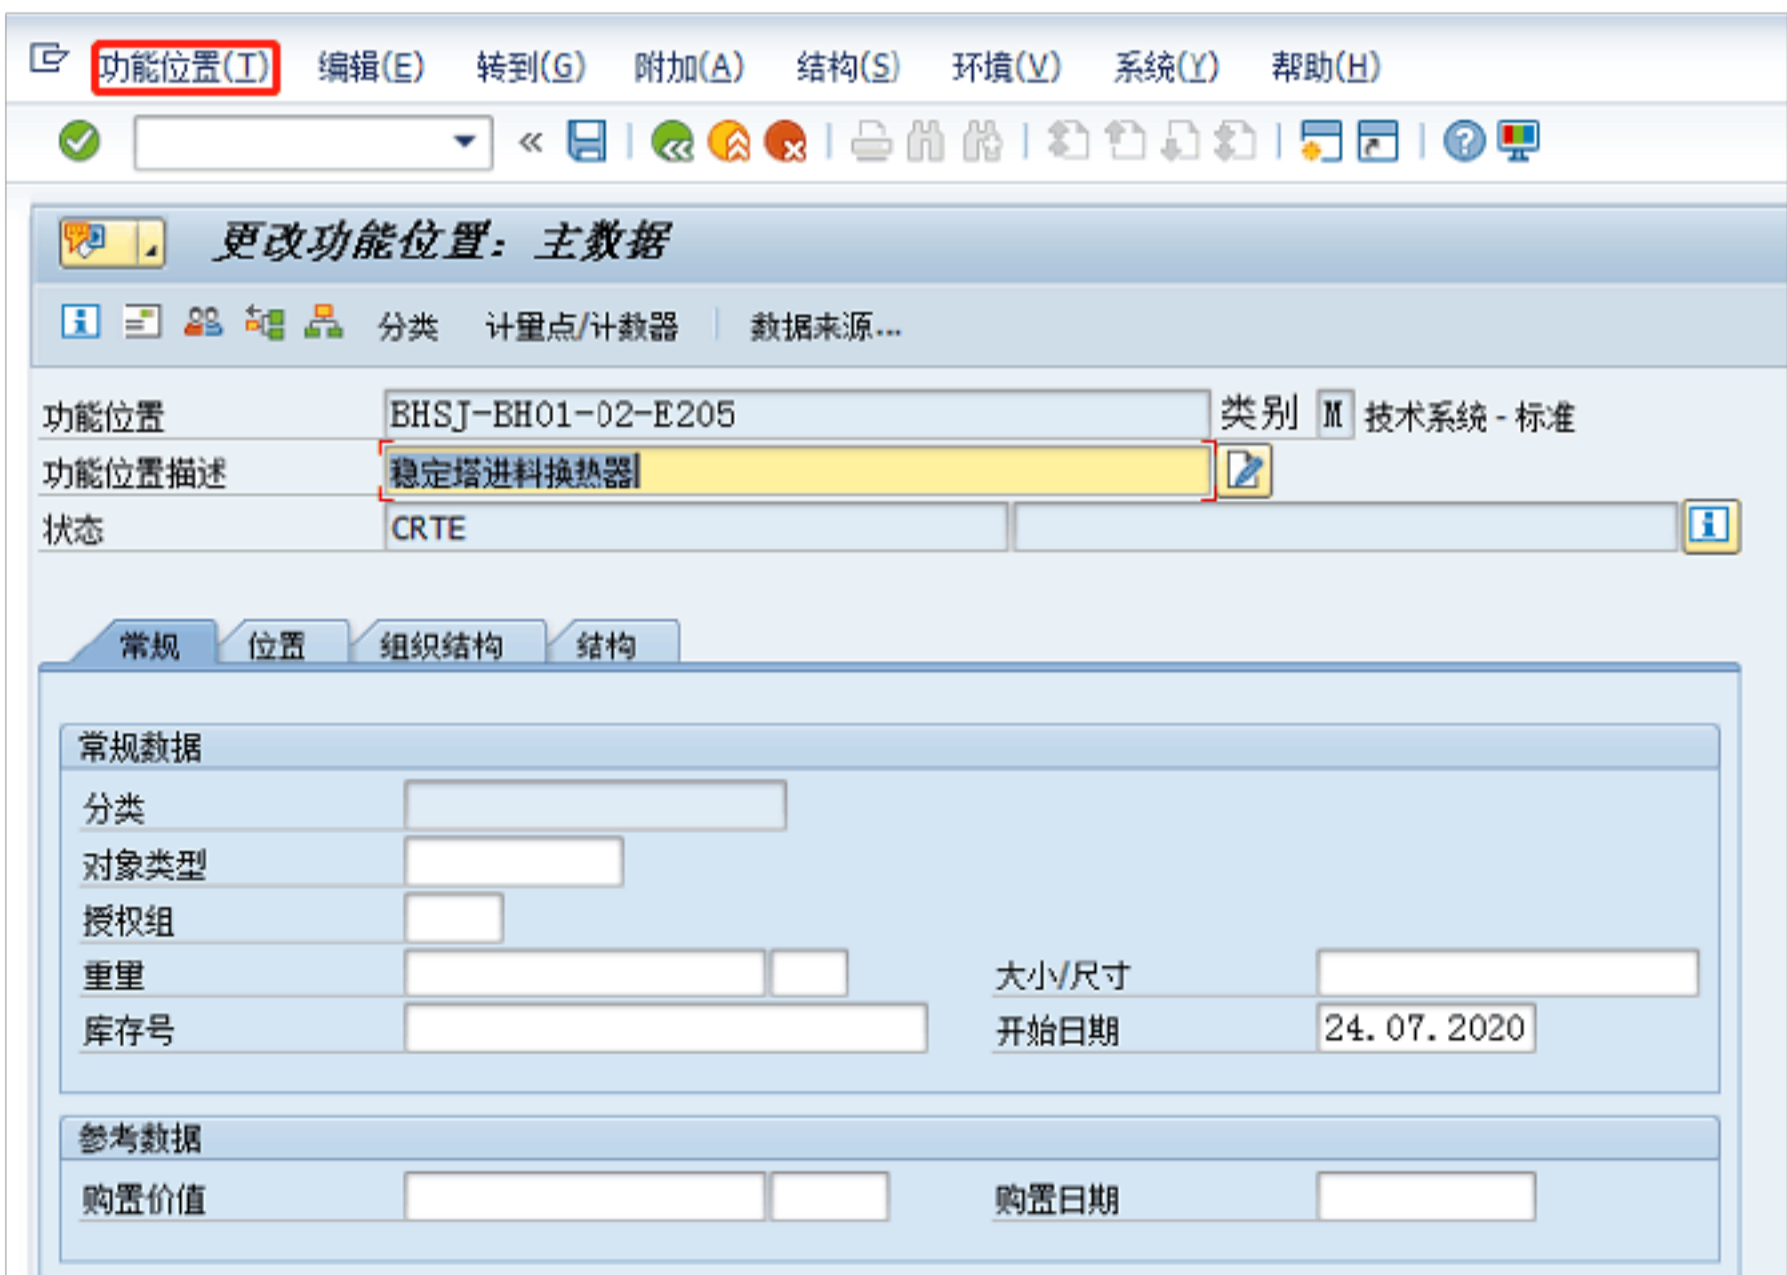 功能位置(T) 编辑(E) 转到(G) 附加(A) 结构(S) 环境(V) 系统(Y) 帮助(H)
更改功能位置: 主数据
分类 计量点/计数器 数据来源...
功能位置 BHSJ-BH01-02-E205 类别 M 技术系统 - 标准
功能位置描述 稳定塔进料换热器
状态 CRTE
常规 位置 组织结构 结构
常规数据
分类
对象类型
授权组
重量 大小/尺寸
库存号 开始日期 24.07.2020
参考数据
购置价值 购置日期